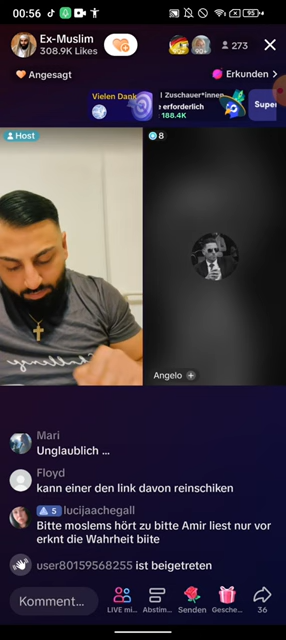 00:56
95
Ex-Muslim
308.9K Likes
273
Angesagt
Erkunden >
Vielen Dank
! Zuschauer*innen
e erforderlich
188.4K
Super
Host
8
Challenge
Angelo +
Mari
Unglaublich ...
Floyd
kann einer den link davon reinschiken
5 lucijaachegall
Bitte moslems hört zu bitte Amir liest nur vor
erknt die Wahrheit biite
user80159568255 ist beigetreten
Komment...
LIVE mi...
Abstim...
Senden
Gesche...
36